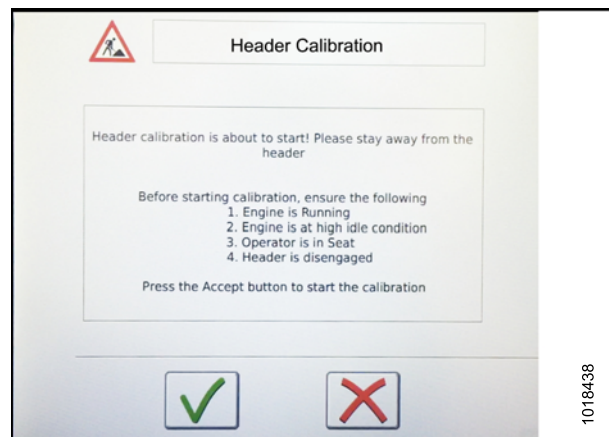 Header Calibration
Header calibration is about to start! Please stay away from the
header
Before starting calibration, ensure the following
1. Engine is Running
2. Engine is at high idle condition
3. Operator is in Seat
4. Header is disengaged
Press the Accept button to start the calibration
1018438